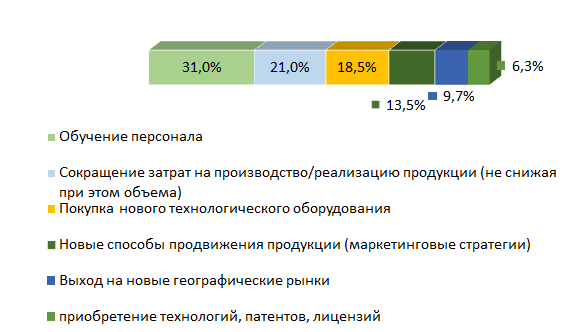 31,0%
21,0%
18,5%
6,3%
13,5%
9,7%
Обучение персонала
Сокращение затрат на производство/реализацию продукции (не снижая
при этом объема)
Покупка нового технологического оборудования
Новые способы продвижения продукции (маркетинговые стратегии)
Выход на новые географические рынки
приобретение технологий, патентов, лицензий